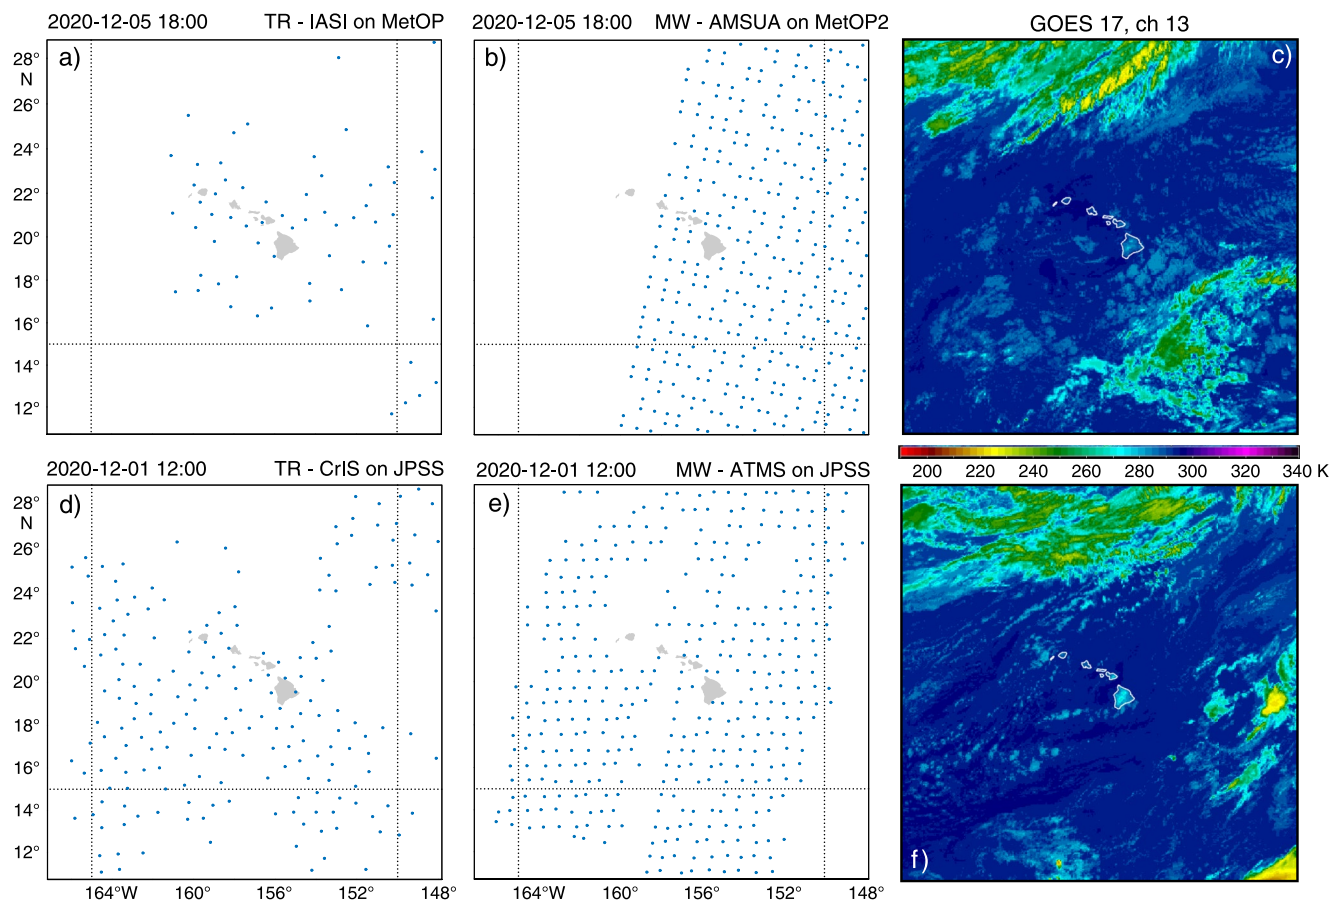 2020-12-05 18:00 TR - IASI on MetOP
2020-12-05 18:00 MW - AMSUA on MetOP2
GOES 17, ch 13
a)
b)
c)
28°
N
26°
24°
22°
20°
18°
16°
14°
12°
2020-12-01 12:00 TR - CrIS on JPSS
2020-12-01 12:00 MW - ATMS on JPSS
200 220 240 260 280 300 320 340 K
d)
e)
f)
28°
N
26°
24°
22°
20°
18°
16°
14°
12°
164°W 160° 156° 152° 148°
164°W 160° 156° 152° 148°